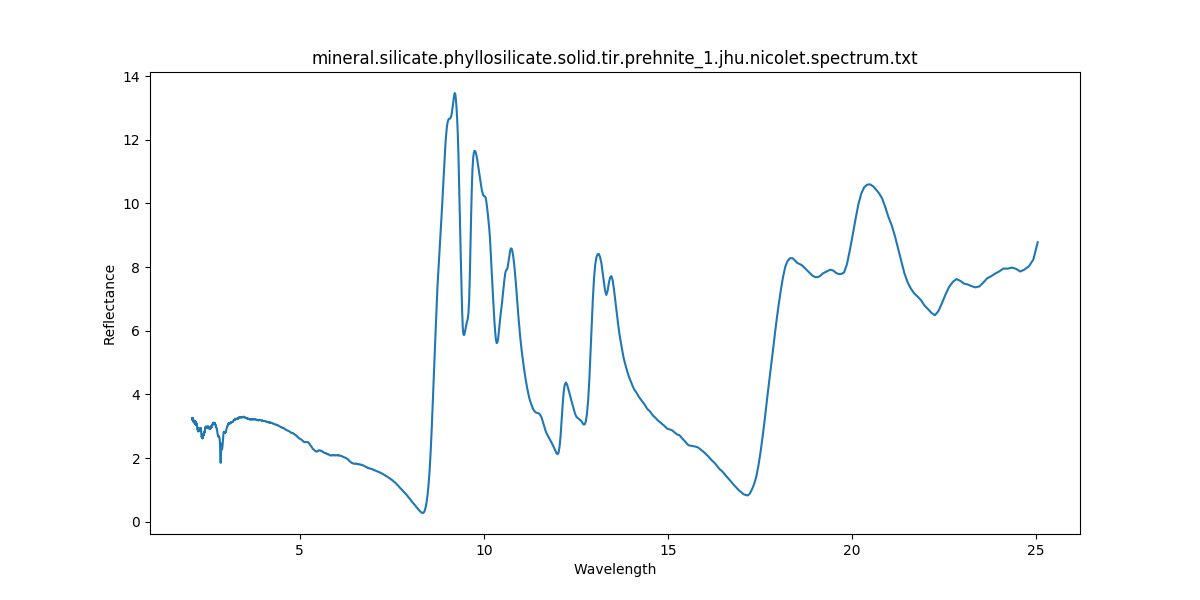 mineral.silicate.phyllosilicate.solid.tir.prehnite_1.jhu.nicolet.spectrum.txt
14
12
10
8
6
4
2
0
Reflectance
5 10 15 20 25
Wavelength